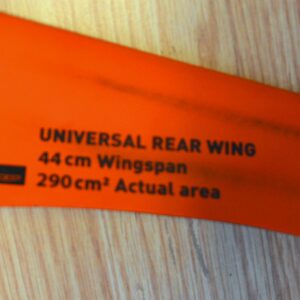 UNIVERSAL REAR WING
44 cm Wingspan
290 cm² Actual area